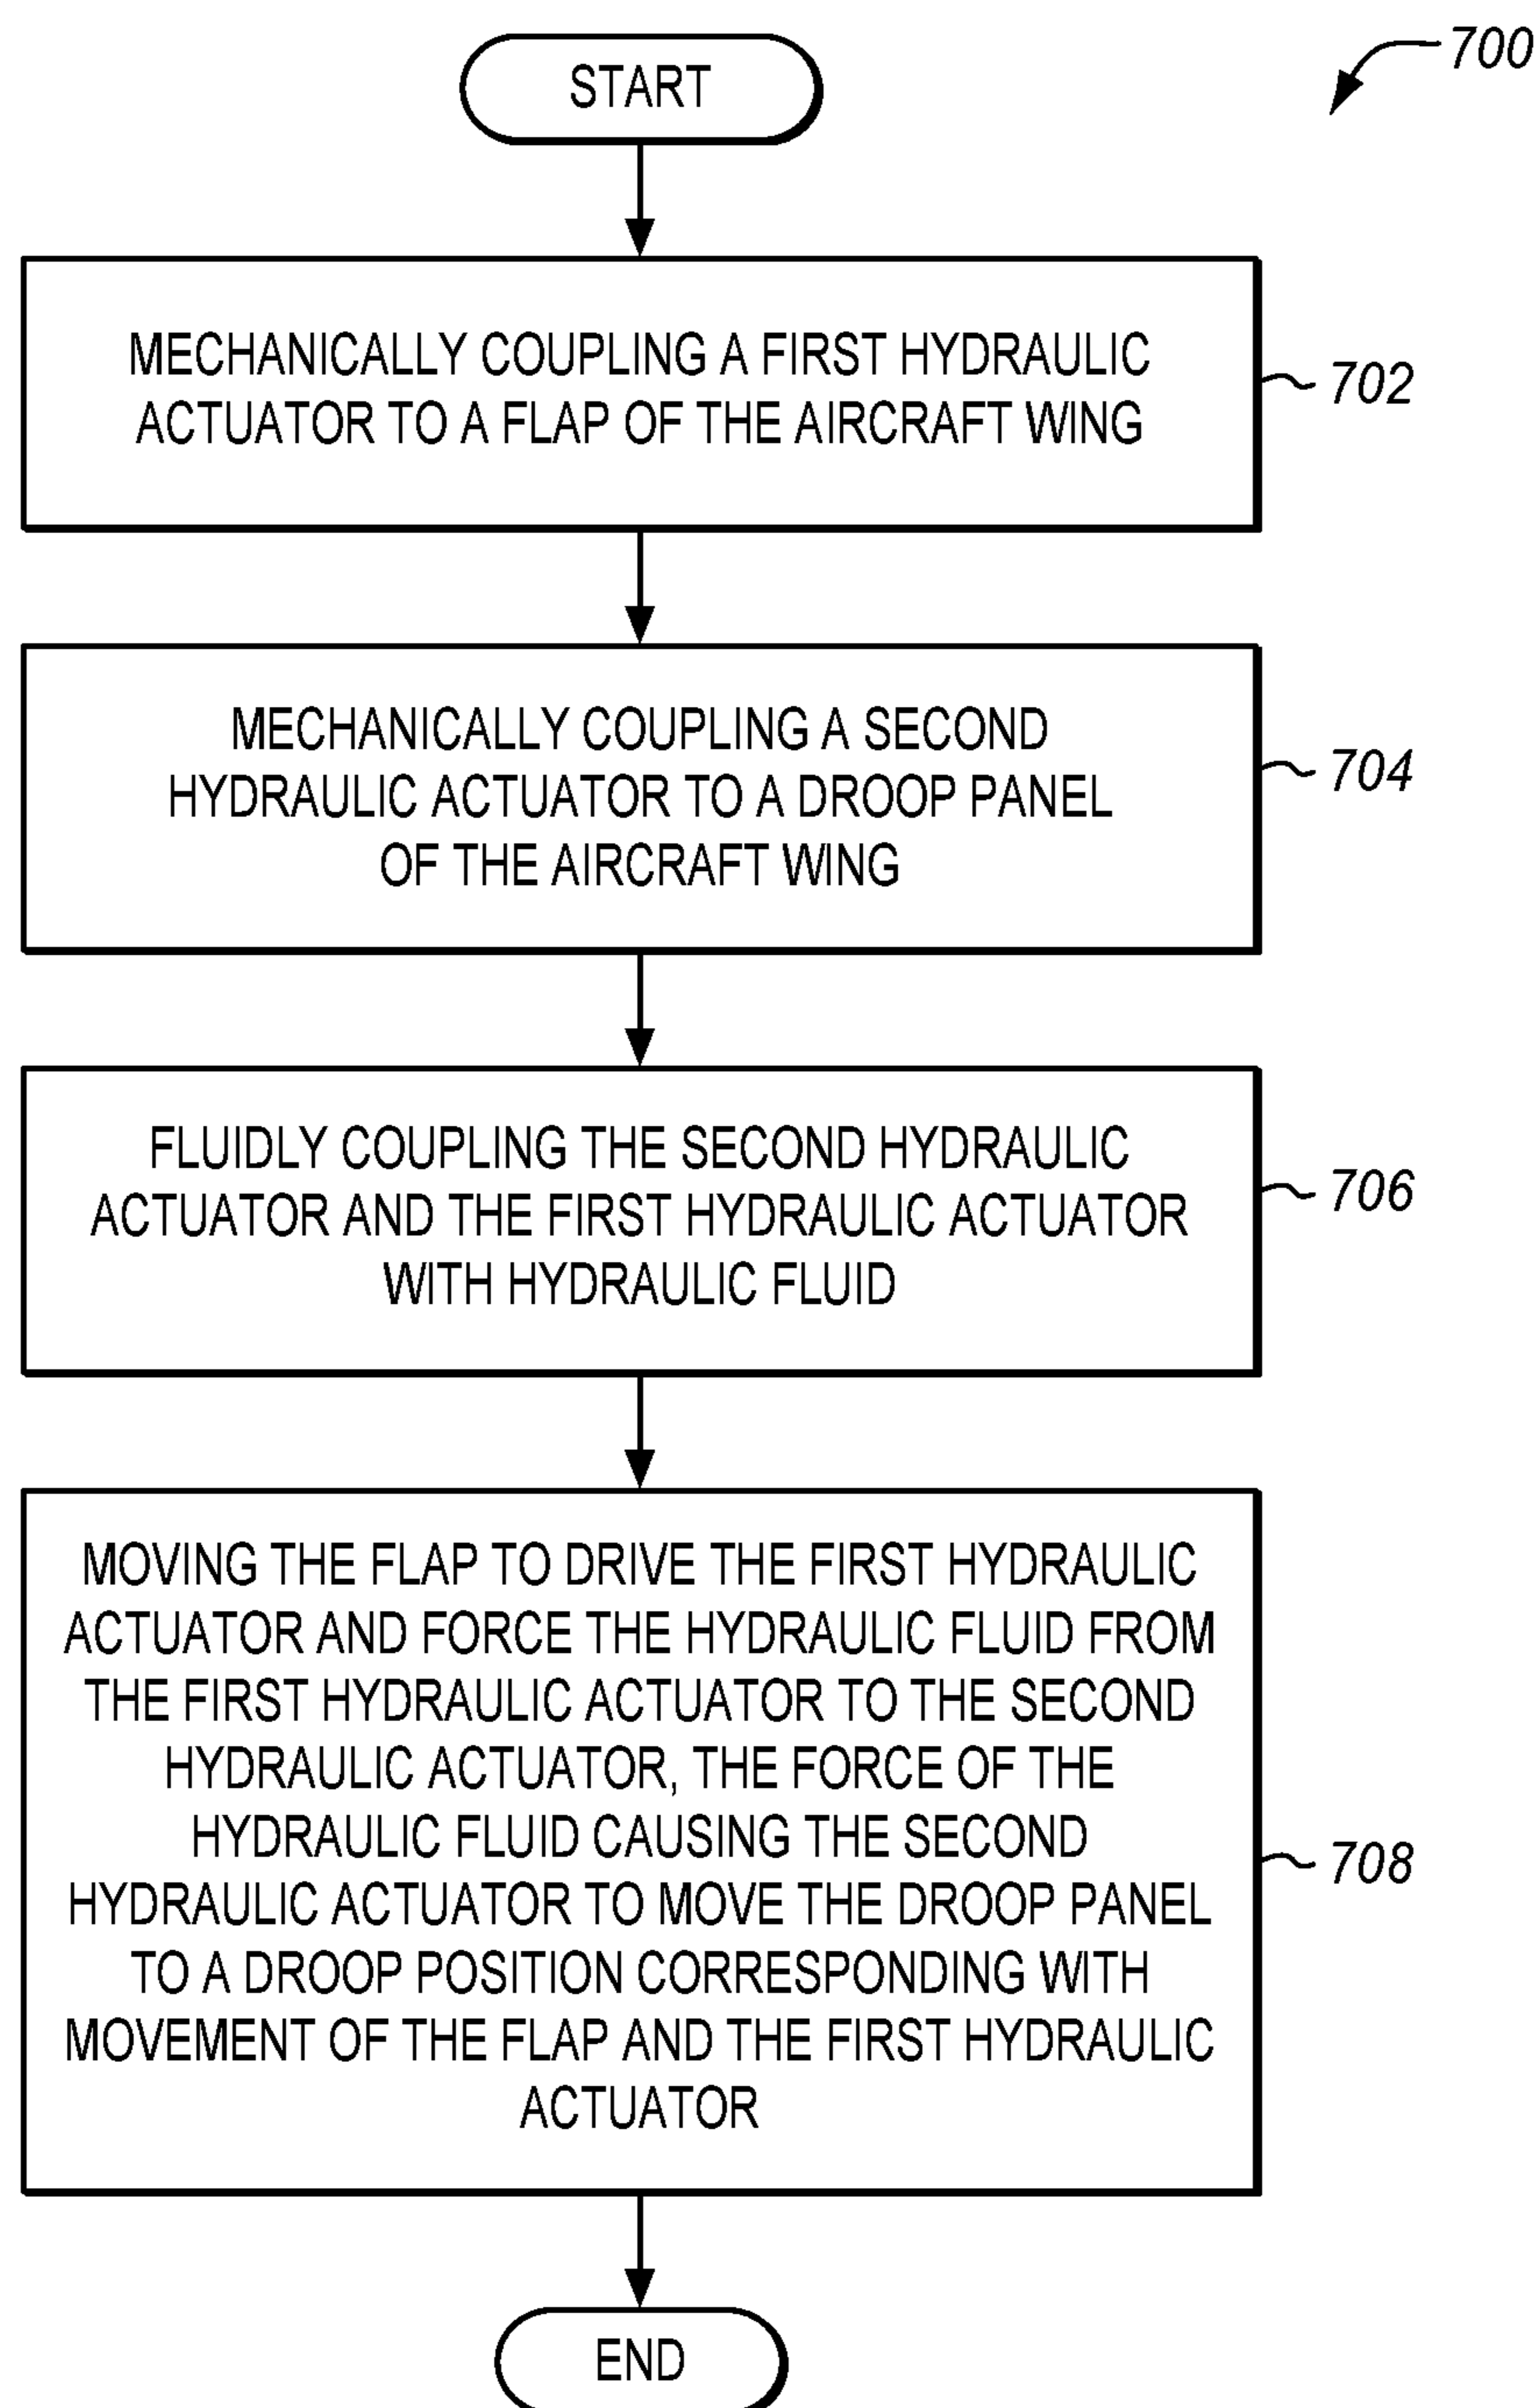 START
700
MECHANICALLY COUPLING A FIRST HYDRAULIC
ACTUATOR TO A FLAP OF THE AIRCRAFT WING
702
MECHANICALLY COUPLING A SECOND
HYDRAULIC ACTUATOR TO A DROOP PANEL
OF THE AIRCRAFT WING
704
FLUIDLY COUPLING THE SECOND HYDRAULIC
ACTUATOR AND THE FIRST HYDRAULIC ACTUATOR
WITH HYDRAULIC FLUID
706
MOVING THE FLAP TO DRIVE THE FIRST HYDRAULIC
ACTUATOR AND FORCE THE HYDRAULIC FLUID FROM
THE FIRST HYDRAULIC ACTUATOR TO THE SECOND
HYDRAULIC ACTUATOR, THE FORCE OF THE
HYDRAULIC FLUID CAUSING THE SECOND
HYDRAULIC ACTUATOR TO MOVE THE DROOP PANEL
TO A DROOP POSITION CORRESPONDING WITH
MOVEMENT OF THE FLAP AND THE FIRST HYDRAULIC
ACTUATOR
708
END